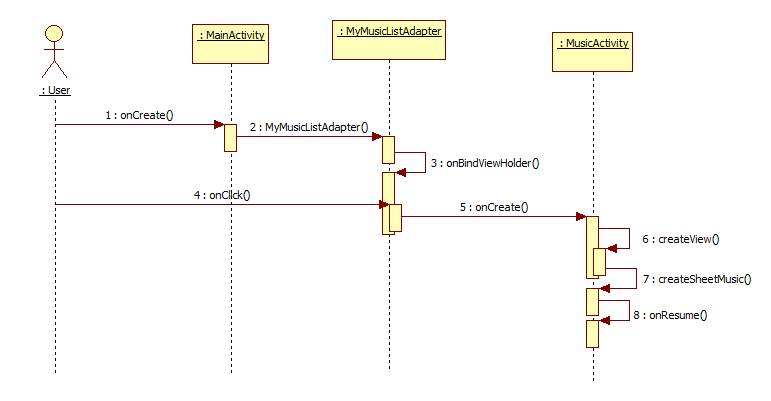 : MainActivity
: MyMusicListAdapter
: MusicActivity
: User
1 : onCreate()
2 : MyMusicListAdapter()
3 : onBindViewHolder()
4 : onClick()
5 : onCreate()
6 : createView()
7 : createSheetMusic()
8 : onResume()